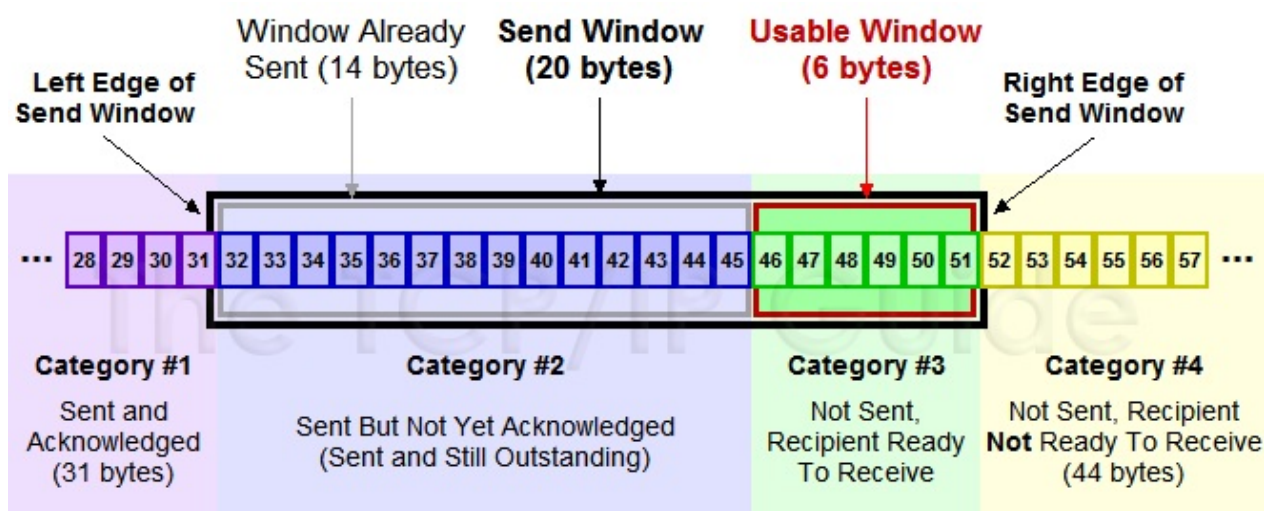 Window Already
Sent (14 bytes)
Send Window
(20 bytes)
Usable Window
(6 bytes)
Left Edge of
Send Window
Right Edge of
Send Window
... 28 29 30 31 32 33 34 35 36 37 38 39 40 41 42 43 44 45 46 47 48 49 50 51 52 53 54 55 56 57 ...
The TCP/IP Guide
Category #1
Sent and
Acknowledged
(31 bytes)
Category #2
Sent But Not Yet Acknowledged
(Sent and Still Outstanding)
Category #3
Not Sent,
Recipient Ready
To Receive
Category #4
Not Sent, Recipient
Not Ready To Receive
(44 bytes)